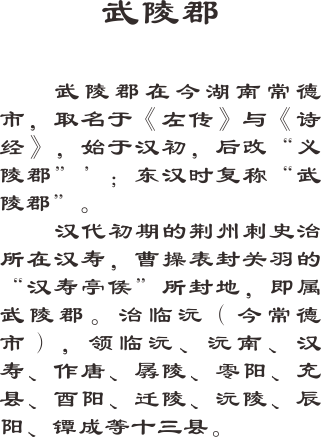 武陵郡
武陵郡在今湖南常德
市，取名于《左传》与《诗
经》，始于汉初，后改“义
陵郡”’；东汉时复称“武
陵郡”。
汉代初期的荆州刺史治
所在汉寿，曹操表封关羽的
“汉寿亭侯”所封地，即属
武陵郡。治临沅（今常德
市），领临沅、沅南、汉
寿、作唐、孱陵、零阳、充
县、酉阳、迁陵、沅陵、辰
阳、镡成等十三县。